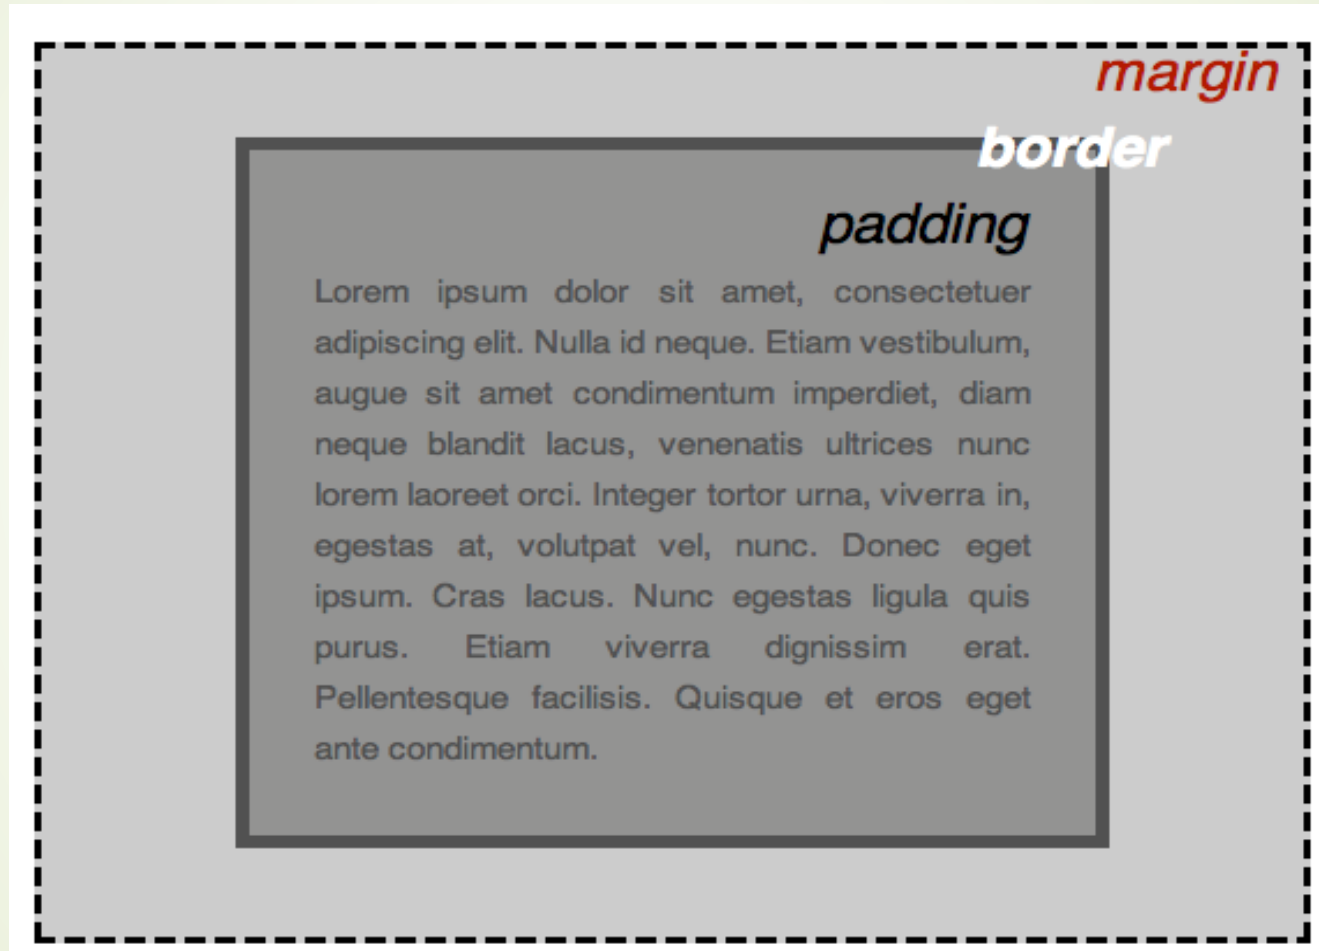 margin
border
padding
Lorem ipsum dolor sit amet, consectetuer
adipiscing elit. Nulla id neque. Etiam vestibulum,
augue sit amet condimentum imperdiet, diam
neque blandit lacus, venenatis ultrices nunc
lorem laoreet orci. Integer tortor urna, viverra in,
egestas at, volutpat vel, nunc. Donec eget
ipsum. Cras lacus. Nunc egestas ligula quis
purus. Etiam viverra dignissim erat.
Pellentesque facilisis. Quisque et eros eget
ante condimentum.